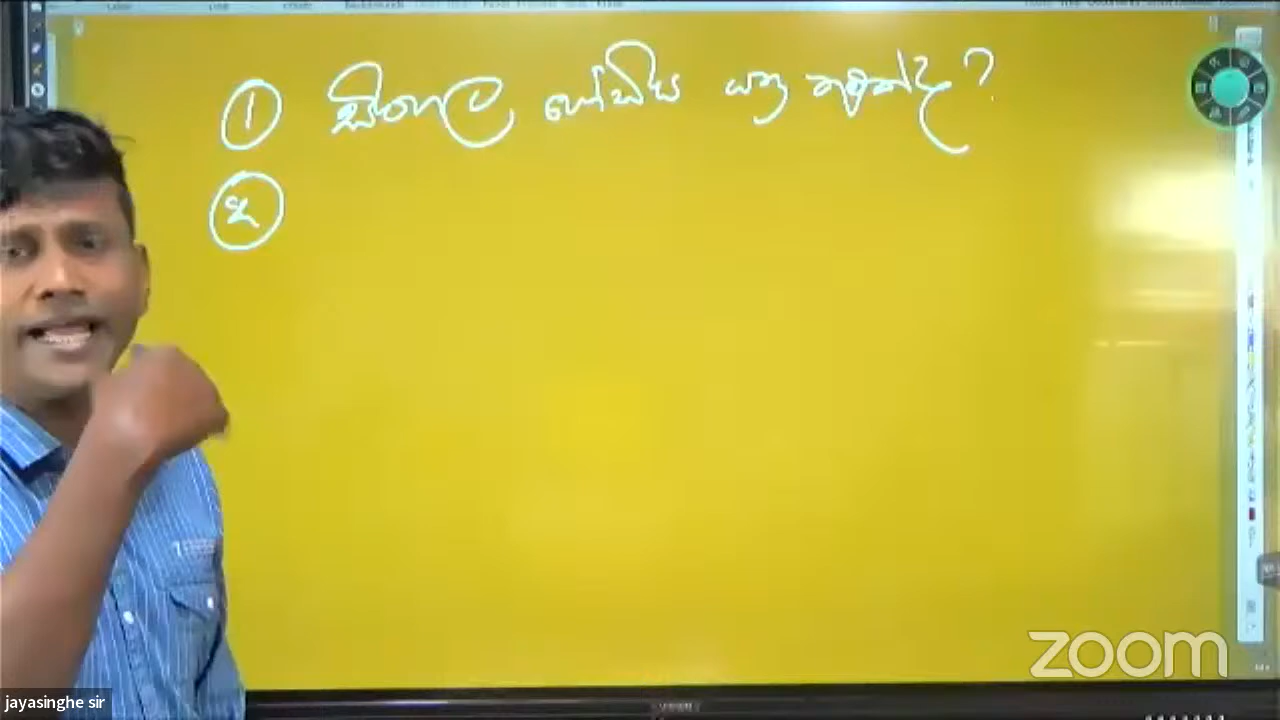 ① සිංහල හෝඩිය යනු කුමක්ද?
②
zoom
jayasinghe sir